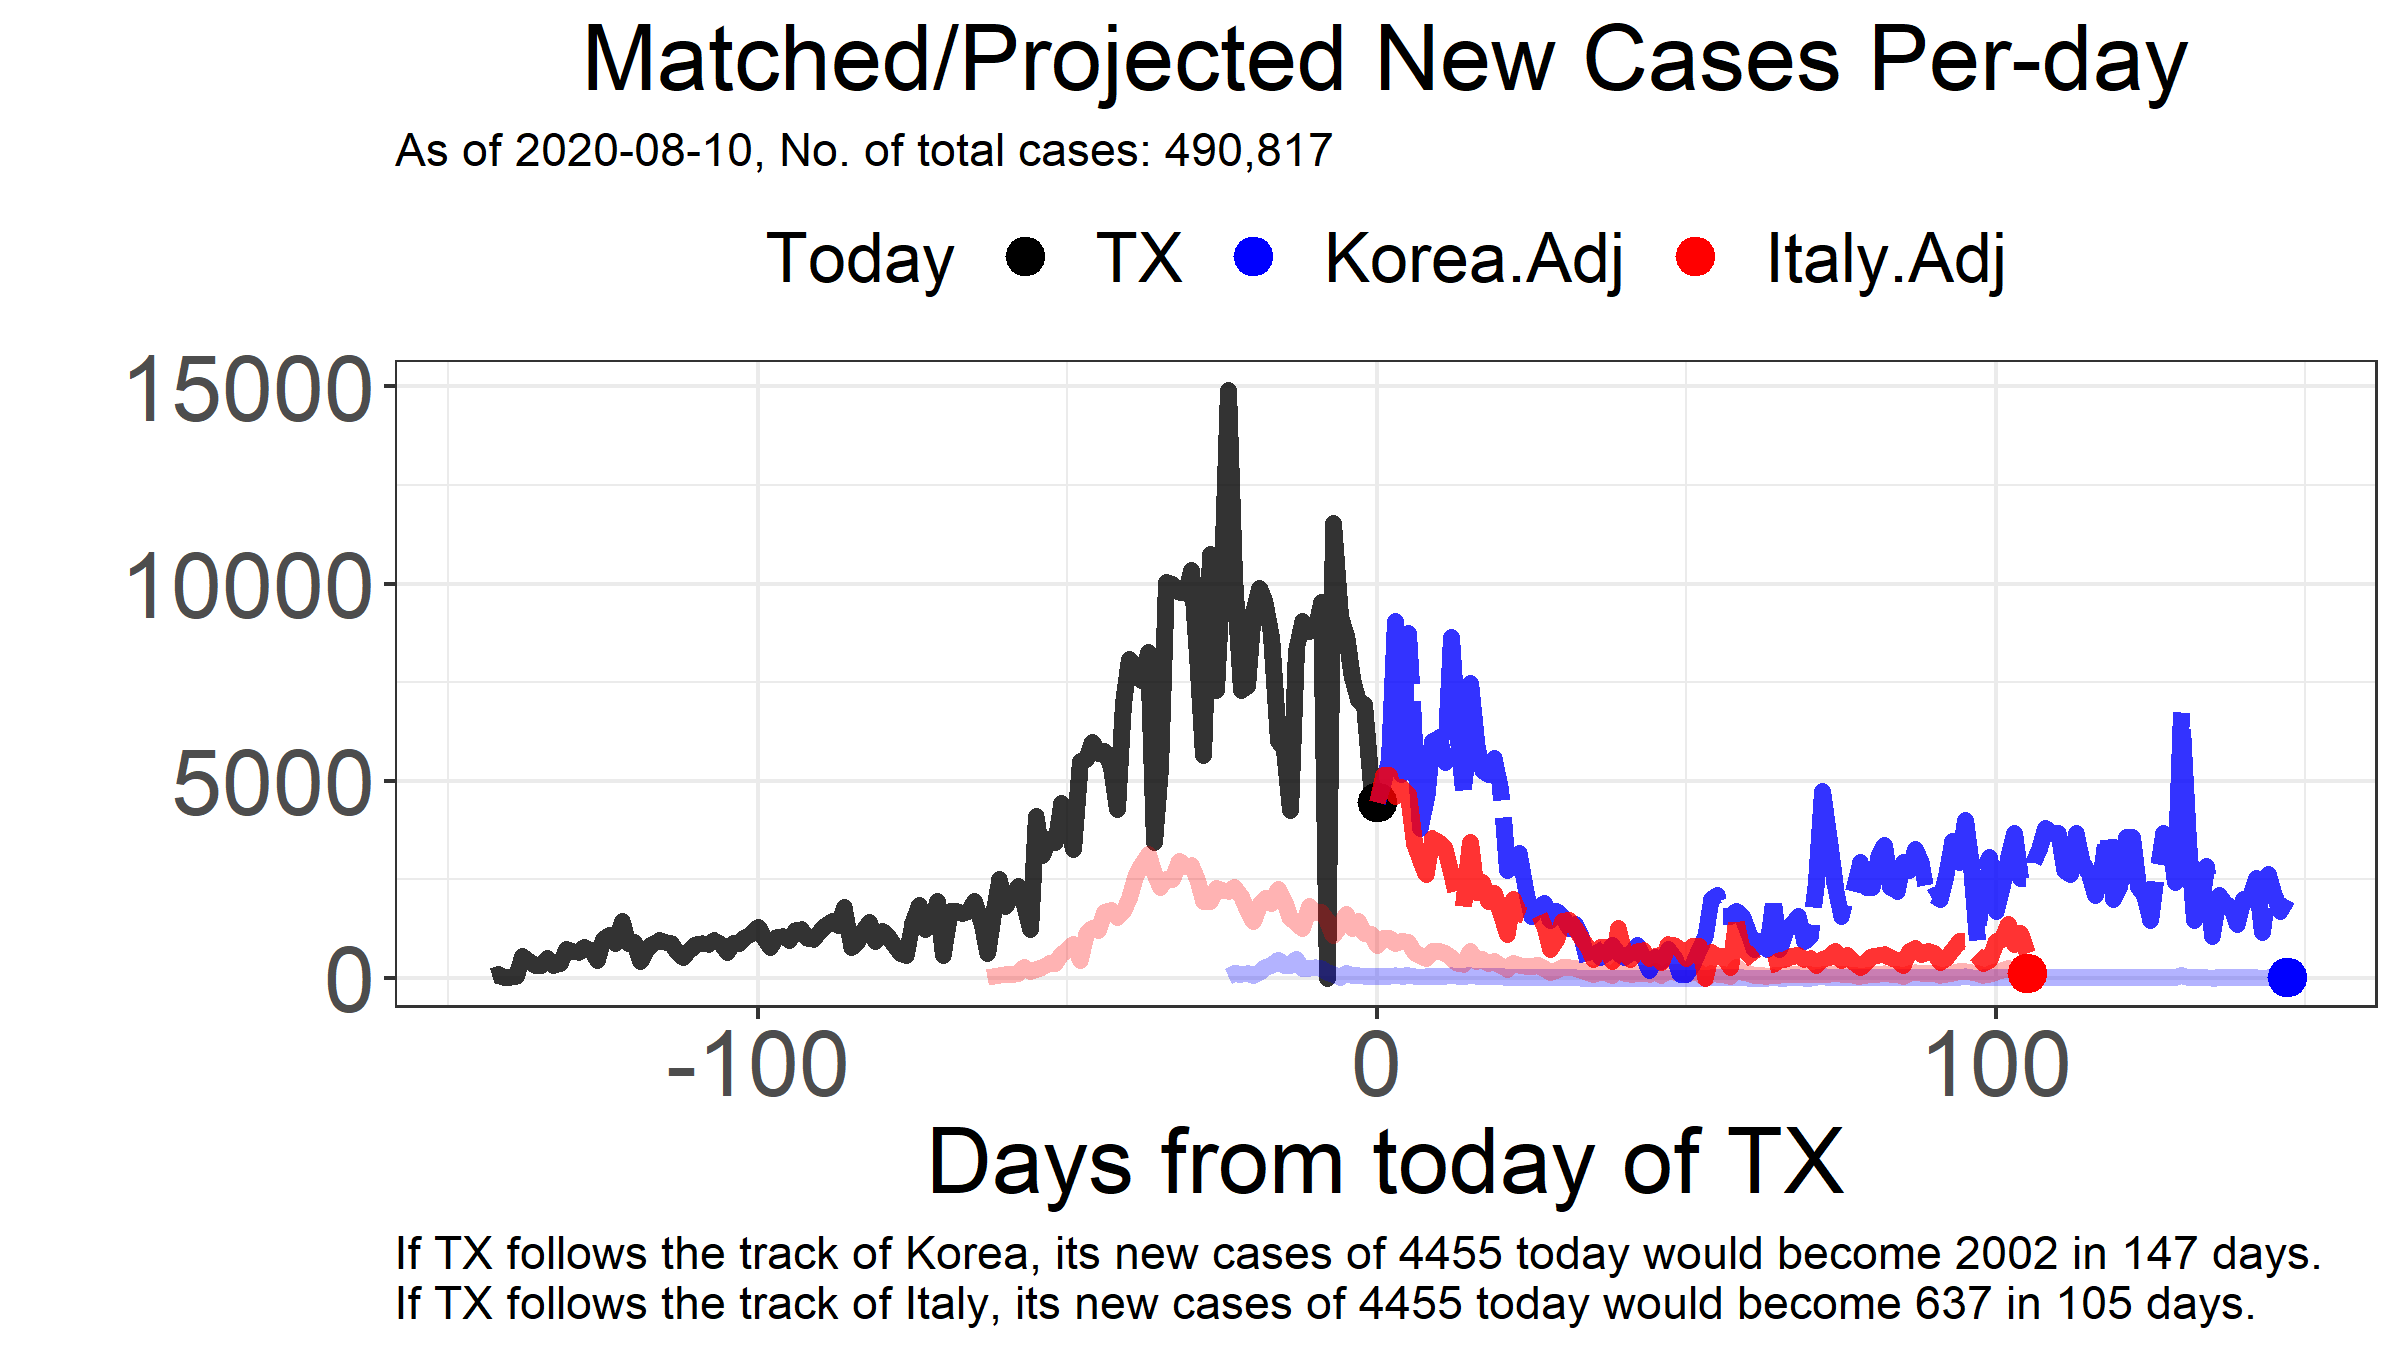 Matched/Projected New Cases Per-day
As of 2020-08-10, No. of total cases: 490,817
Today TX Korea.Adj Italy.Adj
15000
10000
5000
0
-100 0 100
Days from today of TX
If TX follows the track of Korea, its new cases of 4455 today would become 2002 in 147 days.
If TX follows the track of Italy, its new cases of 4455 today would become 637 in 105 days.